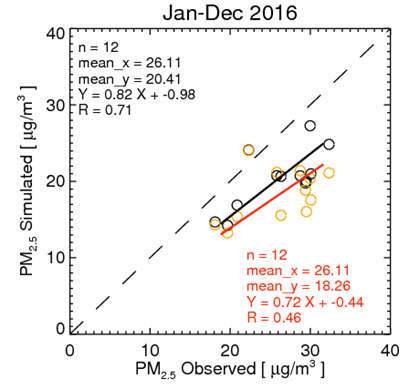 Jan-Dec 2016
n = 12
mean_x = 26.11
mean_y = 20.41
Y = 0.82 X + -0.98
R = 0.71
PM2.5 Simulated [ μg/m³ ]
40
30
20
10
0
n = 12
mean_x = 26.11
mean_y = 18.26
Y = 0.72 X + -0.44
R = 0.46
0 10 20 30 40
PM2.5 Observed [ μg/m³ ]